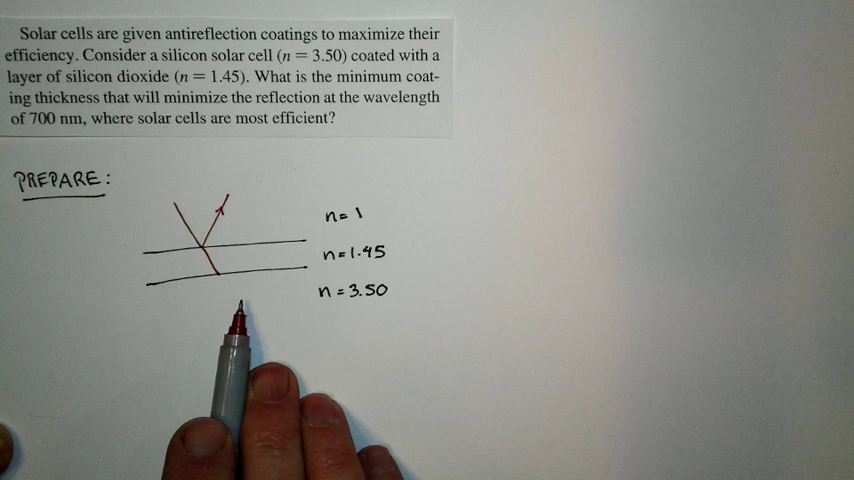 Solar cells are given antireflection coatings to maximize their
efficiency. Consider a silicon solar cell (n = 3.50) coated with a
layer of silicon dioxide (n = 1.45). What is the minimum coat-
ing thickness that will minimize the reflection at the wavelength
of 700 nm, where solar cells are most efficient?
PREPARE:
n= 1
n=1.45
n = 3.50